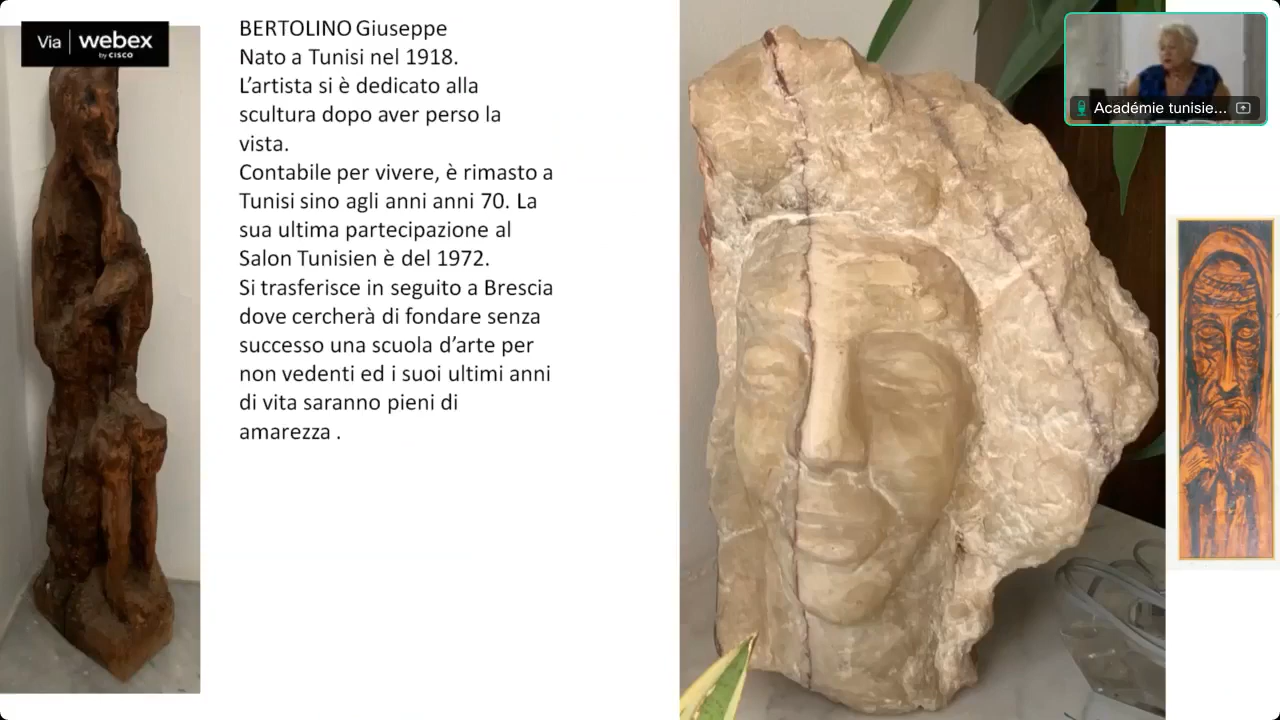 Via webex
by CISCO
BERTOLINO Giuseppe
Nato a Tunisi nel 1918.
L'artista si è dedicato alla
scultura dopo aver perso la
vista.
Contabile per vivere, è rimasto a
Tunisi sino agli anni anni 70. La
sua ultima partecipazione al
Salon Tunisien è del 1972.
Si trasferisce in seguito a Brescia
dove cercherà di fondare senza
successo una scuola d'arte per
non vedenti ed i suoi ultimi anni
di vita saranno pieni di
amarezza .
Académie tunisie...